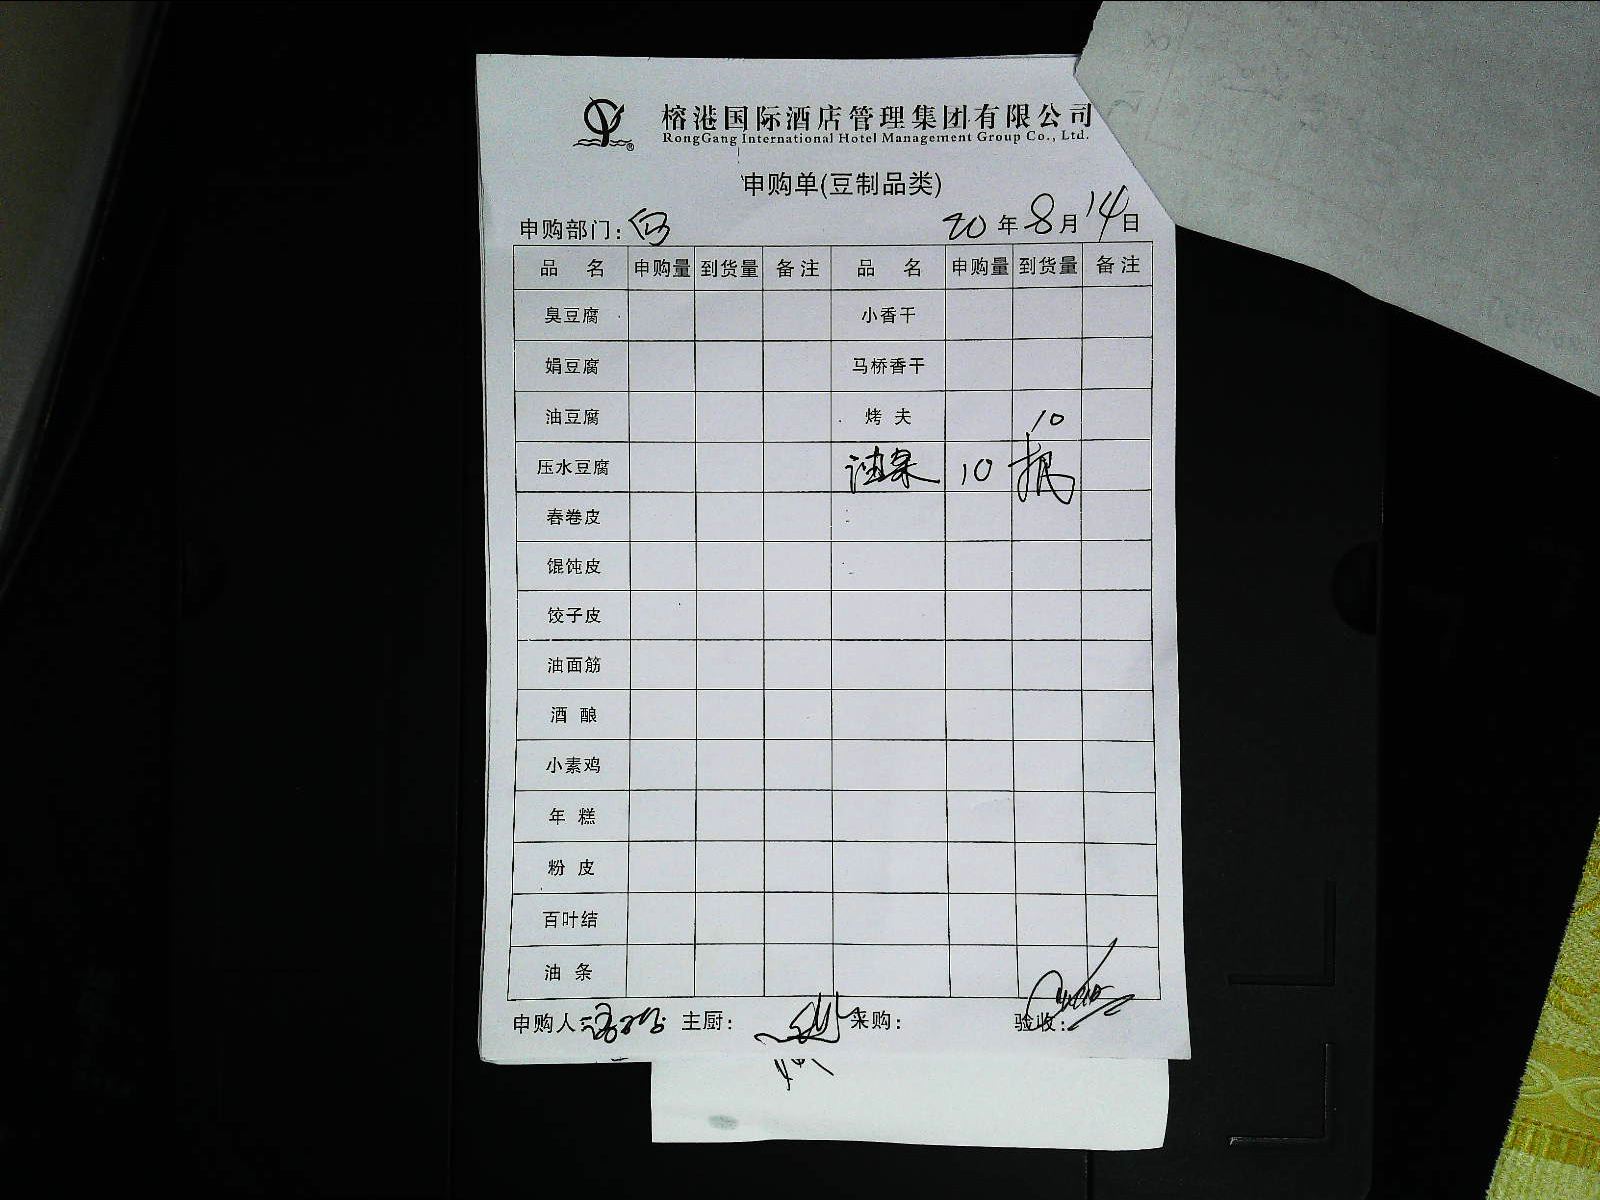 榕港国际酒店管理集团有限公司
RongGang International Hotel Management Group Co., Ltd.
申购单(豆制品类)
申购部门: 20年8月14日
品 名 申购量 到货量 备注 品 名 申购量 到货量 备注
臭豆腐 小香干
娟豆腐 马桥香干
油豆腐 烤 夫 10
压水豆腐 油条 10
春卷皮
馄饨皮
饺子皮
油面筋
酒 酿
小素鸡
年 糕
粉 皮
百叶结
油 条
申购人: 主厨: 来购: 验收: